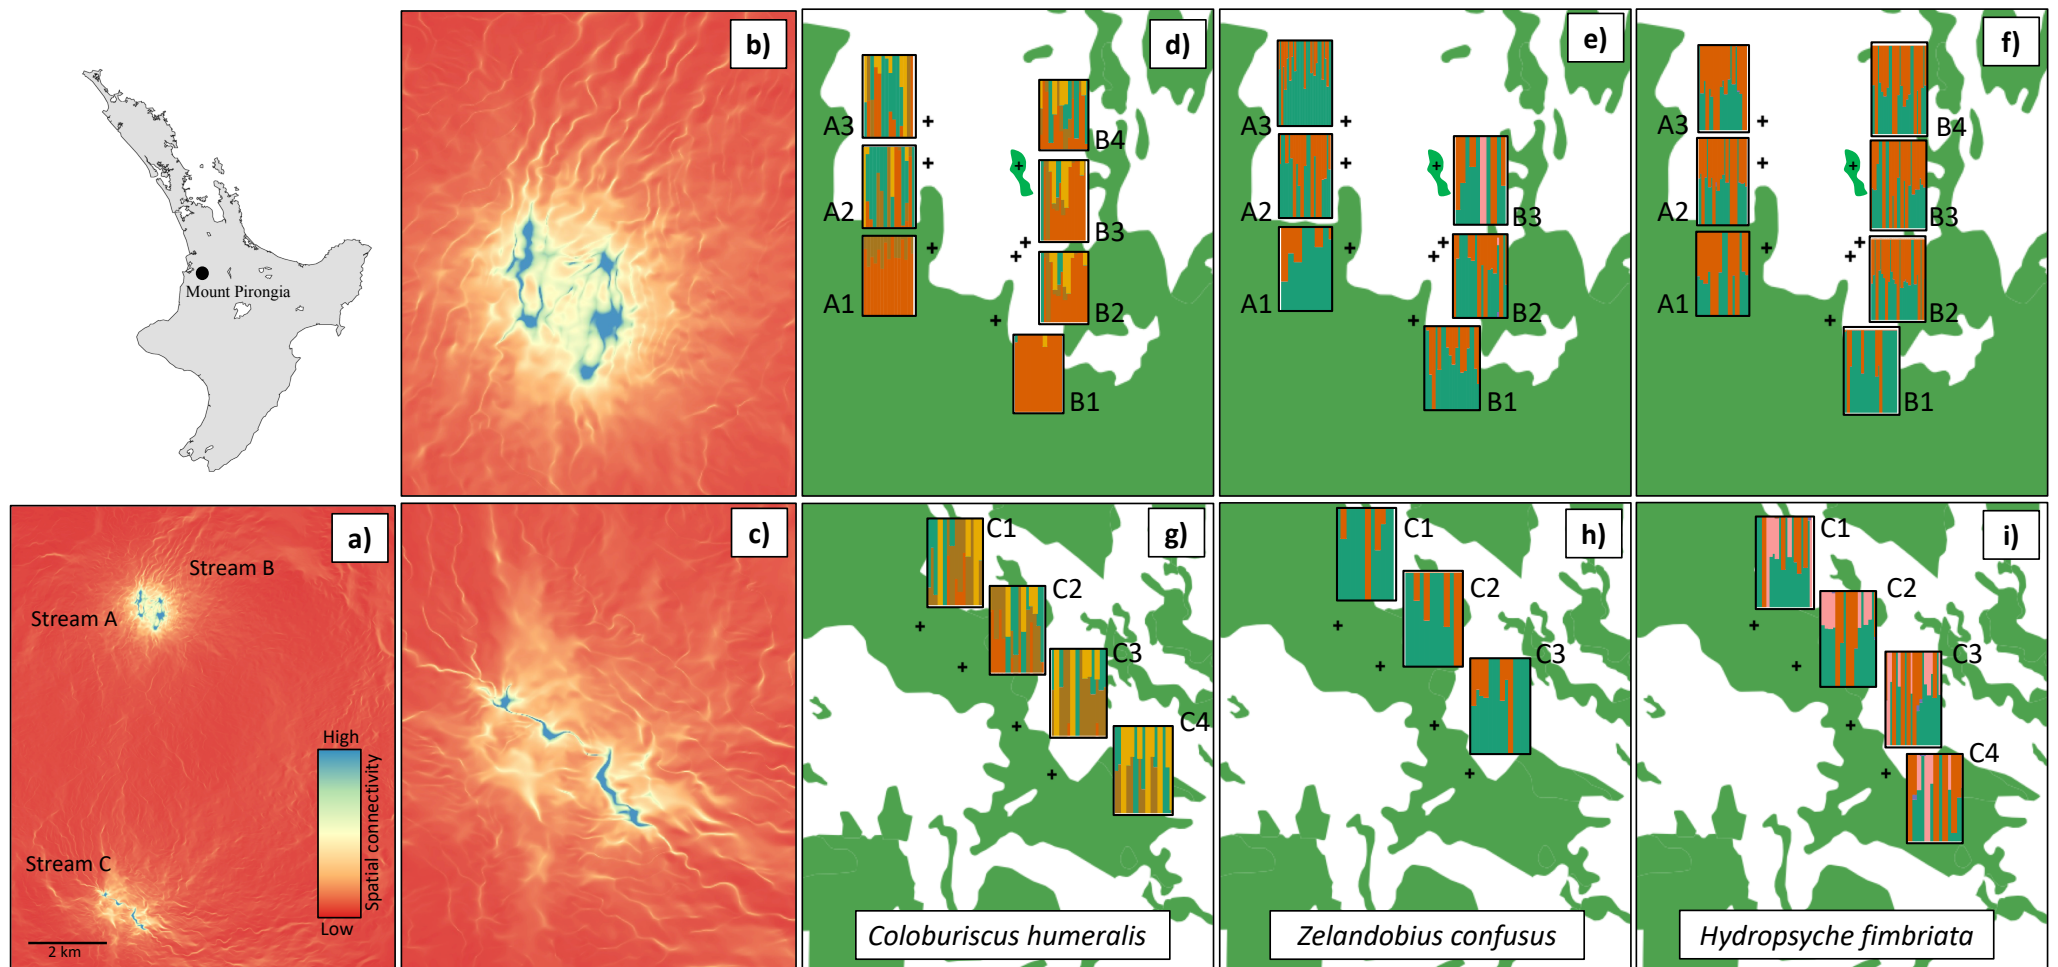 Mount Pirongia
b)
d)
A3
A2
A1
B4
B3
B2
B1
e)
A3
A2
A1
B3
B2
B1
f)
A3
A2
A1
B4
B3
B2
B1
a)
Stream B
Stream A
Stream C
High
Spatial connectivity
Low
2 km
c)
g)
C1
C2
C3
C4
Coloburiscus humeralis
h)
C1
C2
C3
Zelandobius confusus
i)
C1
C2
C3
C4
Hydropsyche fimbriata